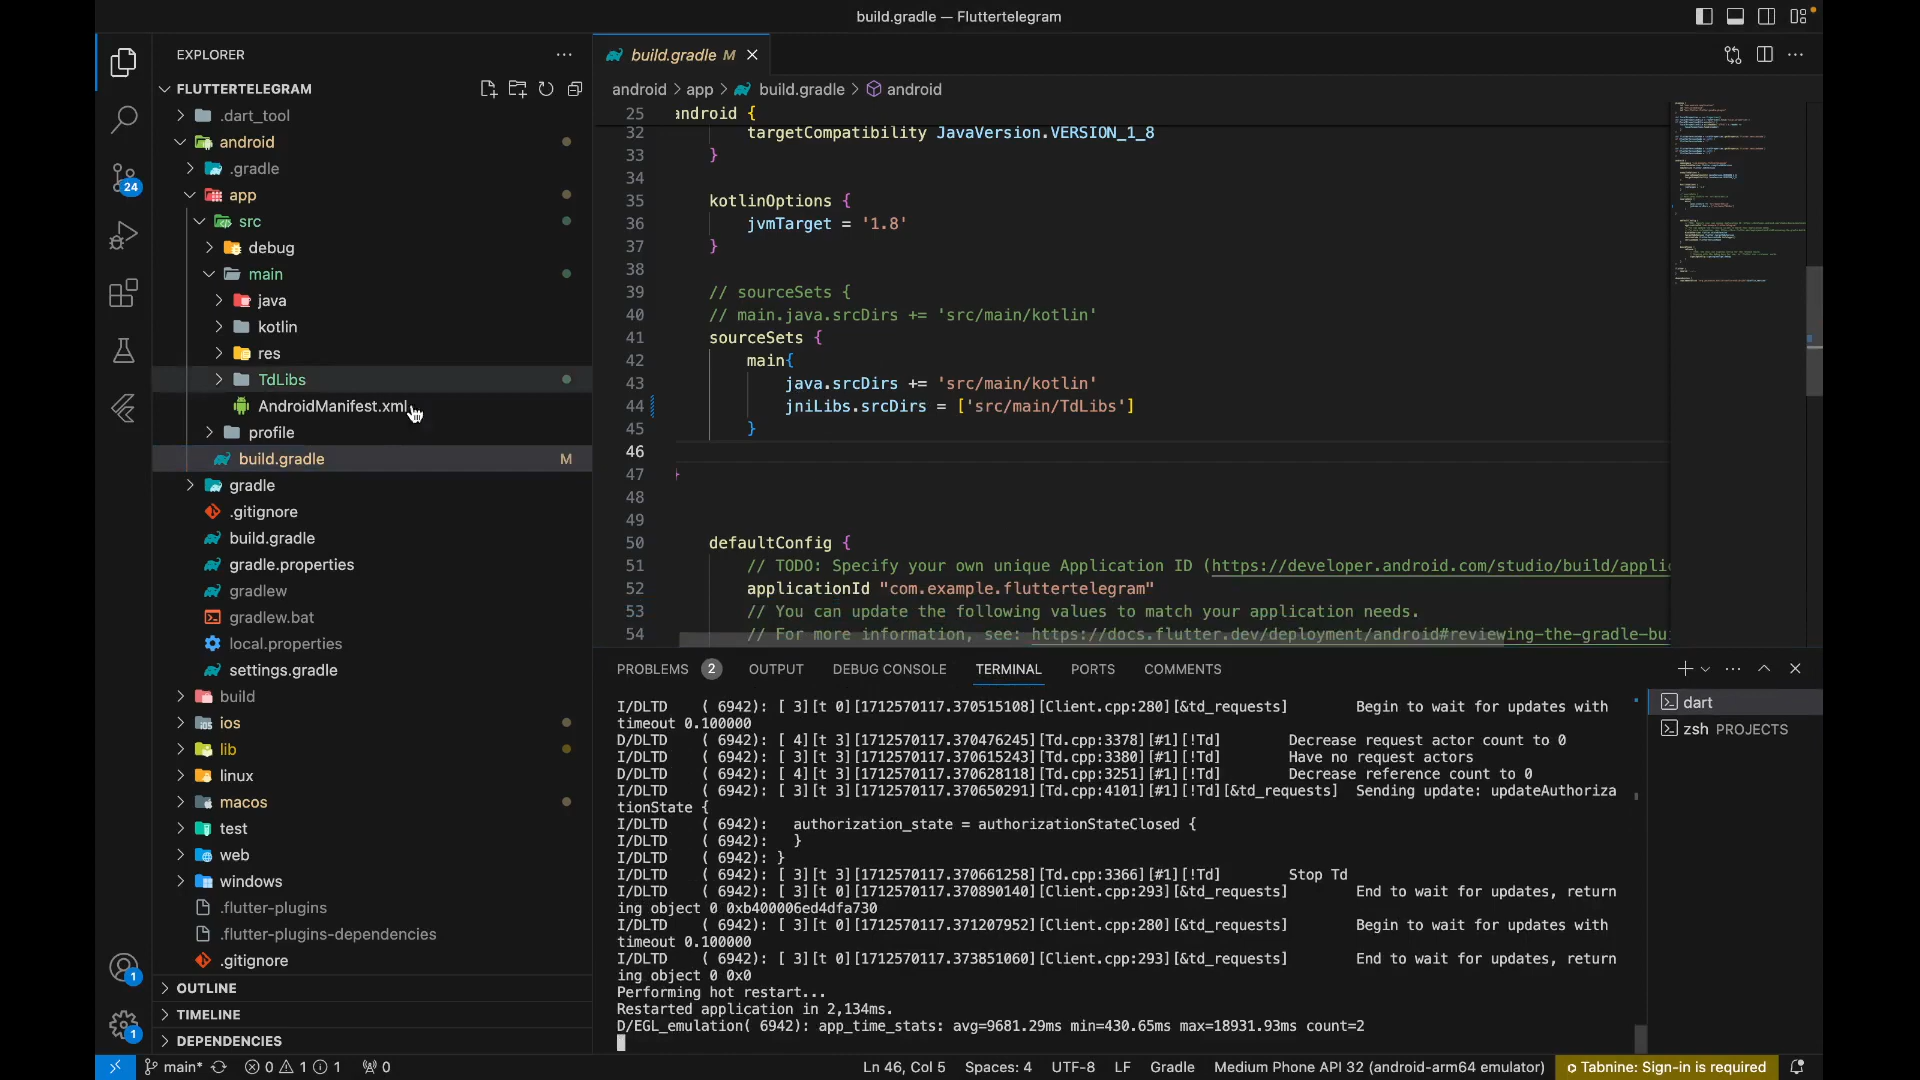 build.gradle — Fluttertelegram
EXPLORER
FLUTTERTELEGRAM
.dart_tool
android
.gradle
app
src
debug
main
java
kotlin
res
TdLibs
AndroidManifest.xml
profile
build.gradle M
gradle
.gitignore
build.gradle
gradle.properties
gradlew
gradlew.bat
local.properties
settings.gradle
build
ios
lib
linux
macos
test
web
windows
.flutter-plugins
.flutter-plugins-dependencies
.gitignore
OUTLINE
TIMELINE
DEPENDENCIES
24
1
1
build.gradle M
android > app > build.gradle > android
25 android {
32 targetCompatibility JavaVersion.VERSION_1_8
33 }
34
35 kotlinOptions {
36 jvmTarget = '1.8'
37 }
38
39 // sourceSets {
40 // main.java.srcDirs += 'src/main/kotlin'
41 sourceSets {
42 main{
43 java.srcDirs += 'src/main/kotlin'
44 jniLibs.srcDirs = ['src/main/TdLibs']
45 }
46
47 }
48
49
50 defaultConfig {
51 // TODO: Specify your own unique Application ID (https://developer.android.com/studio/build/applic
52 applicationId "com.example.fluttertelegram"
53 // You can update the following values to match your application needs.
54 // For more information, see: https://docs.flutter.dev/deployment/android#reviewing-the-gradle-bui
PROBLEMS 2 OUTPUT DEBUG CONSOLE TERMINAL PORTS COMMENTS
I/DLTD ( 6942): [ 3][t 0][1712570117.370515108][Client.cpp:280][&td_requests] Begin to wait for updates with
timeout 0.100000
D/DLTD ( 6942): [ 4][t 3][1712570117.370476245][Td.cpp:3378][#1][!Td] Decrease request actor count to 0
I/DLTD ( 6942): [ 3][t 3][1712570117.370615243][Td.cpp:3380][#1][!Td] Have no request actors
D/DLTD ( 6942): [ 4][t 3][1712570117.370628118][Td.cpp:3251][#1][!Td] Decrease reference count to 0
I/DLTD ( 6942): [ 3][t 3][1712570117.370650291][Td.cpp:4101][#1][!Td][&td_requests] Sending update: updateAuthoriza
tionState {
I/DLTD ( 6942): authorization_state = authorizationStateClosed {
I/DLTD ( 6942): }
I/DLTD ( 6942): }
I/DLTD ( 6942): [ 3][t 3][1712570117.370661258][Td.cpp:3366][#1][!Td] Stop Td
I/DLTD ( 6942): [ 3][t 0][1712570117.370890140][Client.cpp:293][&td_requests] End to wait for updates, return
ing object 0 0xb400006ed4dfa730
I/DLTD ( 6942): [ 3][t 0][1712570117.371207952][Client.cpp:280][&td_requests] Begin to wait for updates with
timeout 0.100000
I/DLTD ( 6942): [ 3][t 0][1712570117.373851060][Client.cpp:293][&td_requests] End to wait for updates, return
ing object 0 0x0
Performing hot restart...
Restarted application in 2,134ms.
D/EGL_emulation( 6942): app_time_stats: avg=9681.29ms min=430.65ms max=18931.93ms count=2
dart
zsh PROJECTS
main* 0 1 1 0 Ln 46, Col 5 Spaces: 4 UTF-8 LF Gradle Medium Phone API 32 (android-arm64 emulator) Tabnine: Sign-in is required